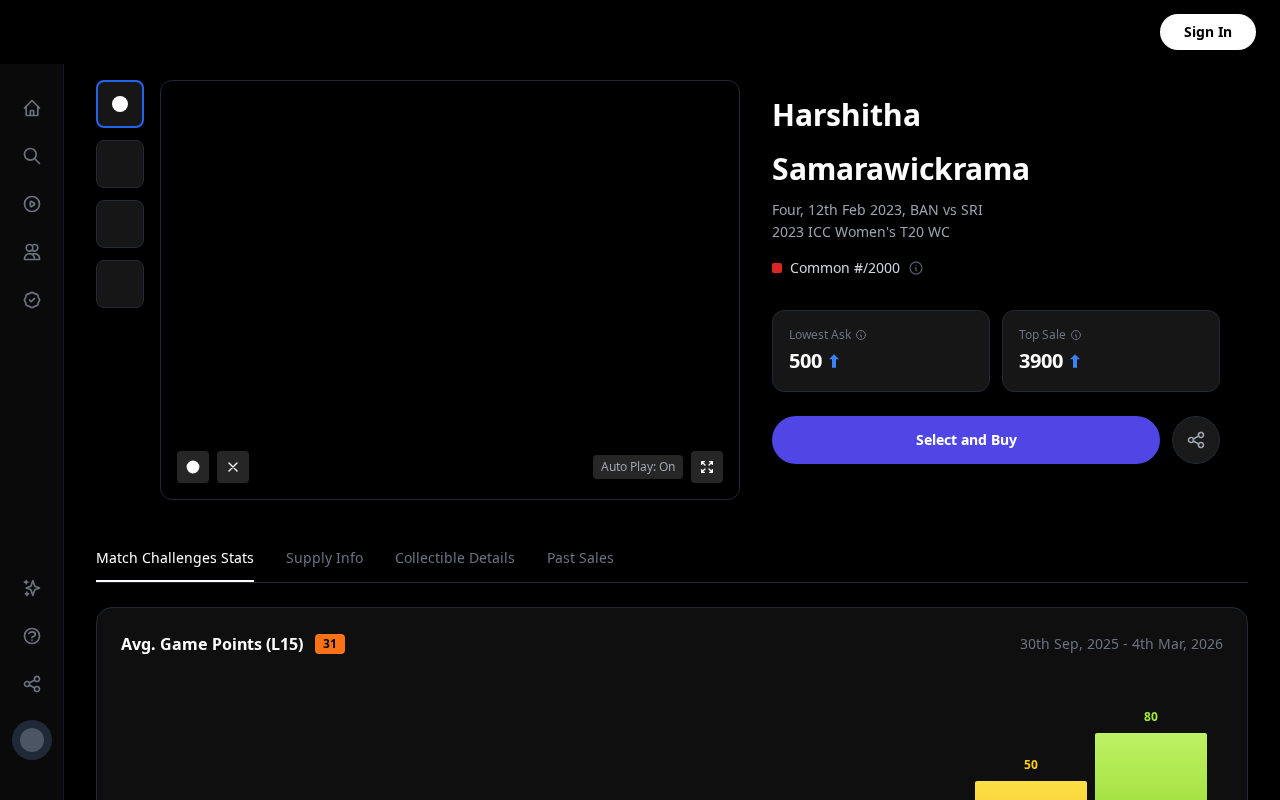 Sign In
Harshitha
Samarawickrama
Four, 12th Feb 2023, BAN vs SRI
2023 ICC Women's T20 WC
Common #/2000
Lowest Ask
500
Top Sale
3900
Select and Buy
Auto Play: On
Match Challenges Stats
Supply Info
Collectible Details
Past Sales
Avg. Game Points (L15)
31
30th Sep, 2025 - 4th Mar, 2026
80
50